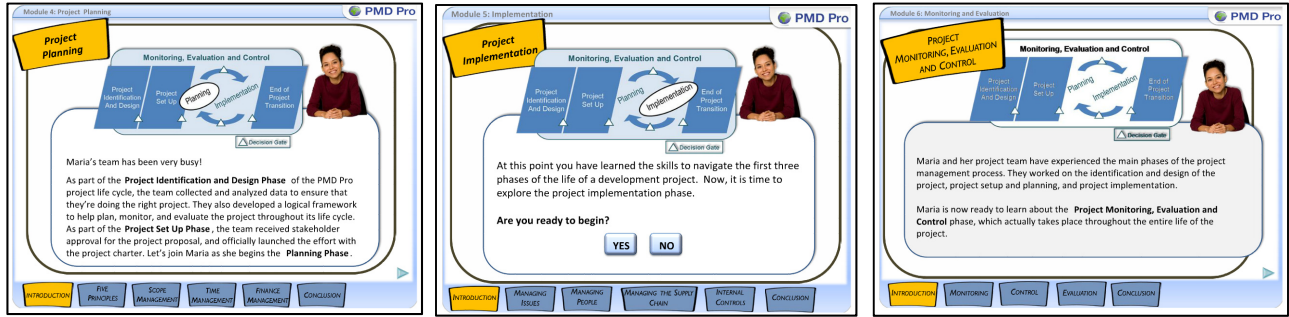 Module 4: Project Planning
PMD Pro
Project
Planning
Monitoring, Evaluation and Control
Project
Identification
And Design
Project
Set Up
Planning
Implementation
End of
Project
Transition
Decision Gate
Maria's team has been very busy!
As part of the Project Identification and Design Phase of the PMD Pro
project life cycle, the team collected and analyzed data to ensure that
they're doing the right project. They also developed a logical framework
to help plan, monitor, and evaluate the project throughout its life cycle.
As part of the Project Set Up Phase, the team received stakeholder
approval for the project proposal, and officially launched the effort with
the project charter. Let's join Maria as she begins the Planning Phase.
INTRODUCTION
FIVE
PRINCIPLES
SCOPE
MANAGEMENT
TIME
MANAGEMENT
FINANCE
MANAGEMENT
CONCLUSION
Module 5: Implementation
PMD Pro
Project
Implementation
Monitoring, Evaluation and Control
Project
Identification
And Design
Project
Set Up
Planning
Implementation
End of
Project
Transition
Decision Gate
At this point you have learned the skills to navigate the first three
phases of the life of a development project. Now, it is time to
explore the project implementation phase.
Are you ready to begin?
YES
NO
INTRODUCTION
MANAGING
ISSUES
MANAGING
PEOPLE
MANAGING THE SUPPLY
CHAIN
INTERNAL
CONTROLS
CONCLUSION
Module 6: Monitoring and Evaluation
PMD Pro
PROJECT
MONITORING, EVALUATION
AND CONTROL
Monitoring, Evaluation and Control
Project
Identification
And Design
Project
Set Up
Planning
Implementation
End of
Project
Transition
Decision Gate
Maria and her project team have experienced the main phases of the project
management process. They worked on the identification and design of the
project, project setup and planning, and project implementation.
Maria is now ready to learn about the Project Monitoring, Evaluation and
Control phase, which actually takes place throughout the entire life of the
project.
INTRODUCTION
MONITORING
CONTROL
EVALUATION
CONCLUSION